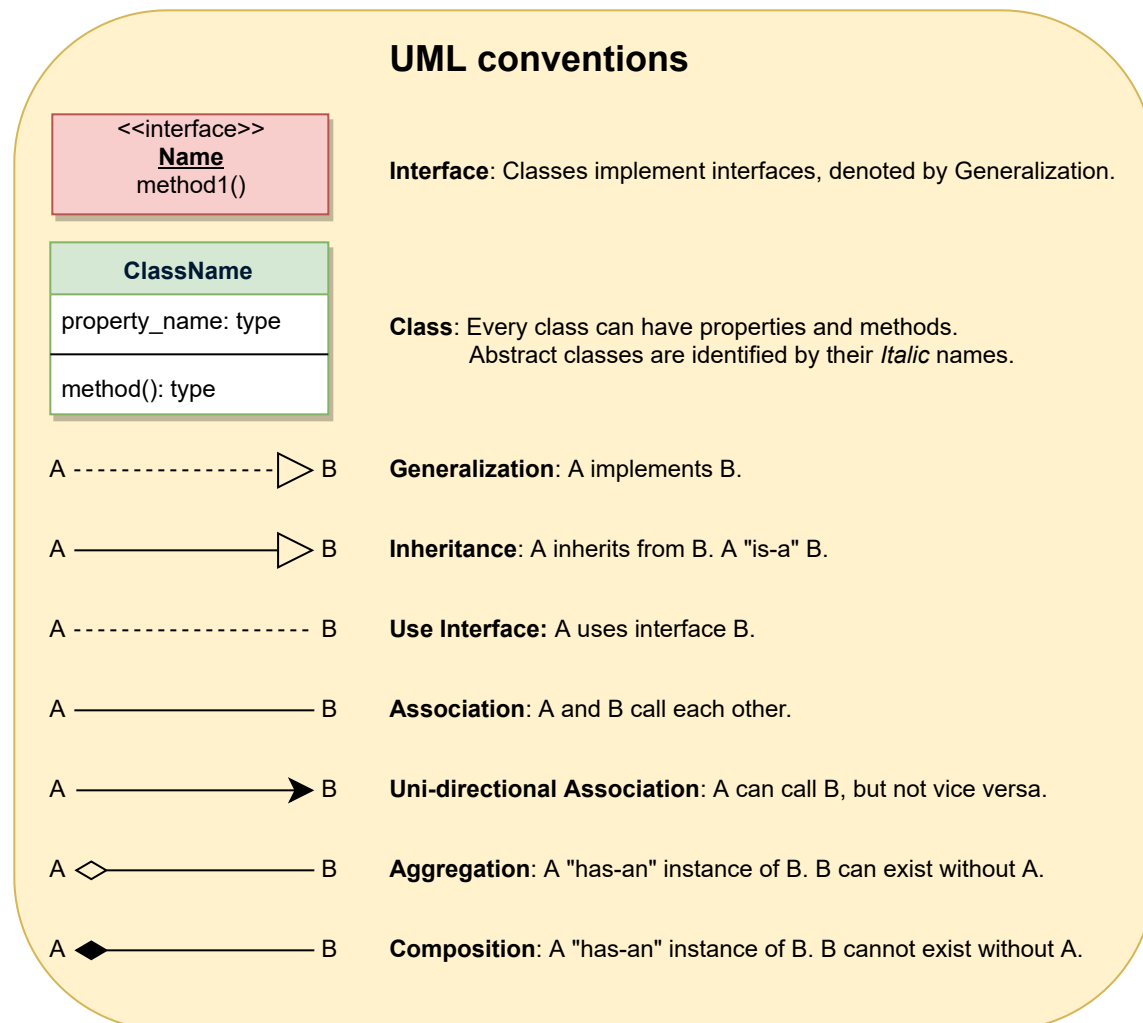 UML conventions
<<interface>>
Name
method1()
Interface: Classes implement interfaces, denoted by Generalization.
ClassName
property_name: type
method(): type
Class: Every class can have properties and methods.
Abstract classes are identified by their Italic names.
A B Generalization: A implements B.
A B Inheritance: A inherits from B. A "is-a" B.
A B Use Interface: A uses interface B.
A B Association: A and B call each other.
A B Uni-directional Association: A can call B, but not vice versa.
A B Aggregation: A "has-an" instance of B. B can exist without A.
A B Composition: A "has-an" instance of B. B cannot exist without A.